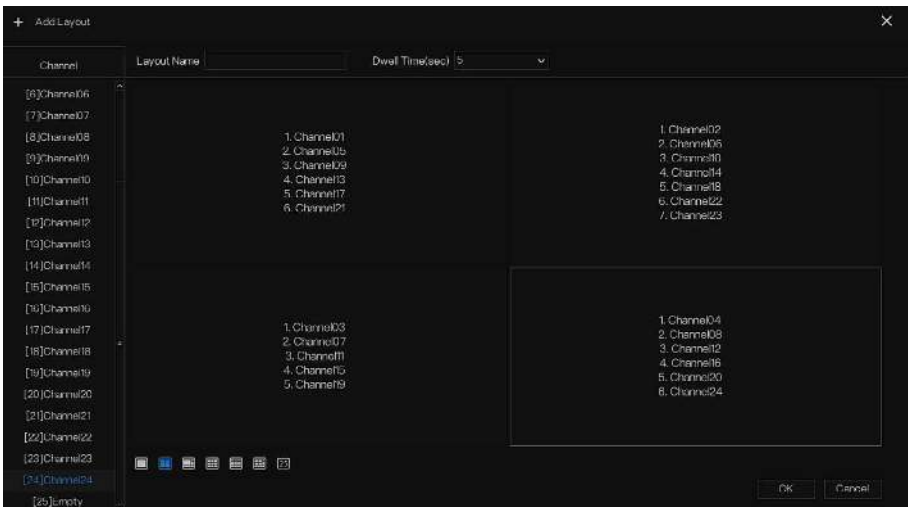 + Add Layout
Channel
Layout Name
Dwell Time(sec) 5
[6]Channel06
[7]Channel07
[8]Channel08
[9]Channel09
[10]Channel10
[11]Channel11
[12]Channel12
[13]Channel13
[14]Channel14
[15]Channel15
[16]Channel16
[17]Channel17
[18]Channel18
[19]Channel19
[20]Channel20
[21]Channel21
[22]Channel22
[23]Channel23
[24]Channel24
[25]Empty
1. Channel01
2. Channel05
3. Channel09
4. Channel13
5. Channel17
6. Channel21
1. Channel02
2. Channel06
3. Channel10
4. Channel14
5. Channel18
6. Channel22
7. Channel23
1. Channel03
2. Channel07
3. Channel11
4. Channel15
5. Channel19
1. Channel04
2. Channel08
3. Channel12
4. Channel16
5. Channel20
6. Channel24
25
OK
Cancel